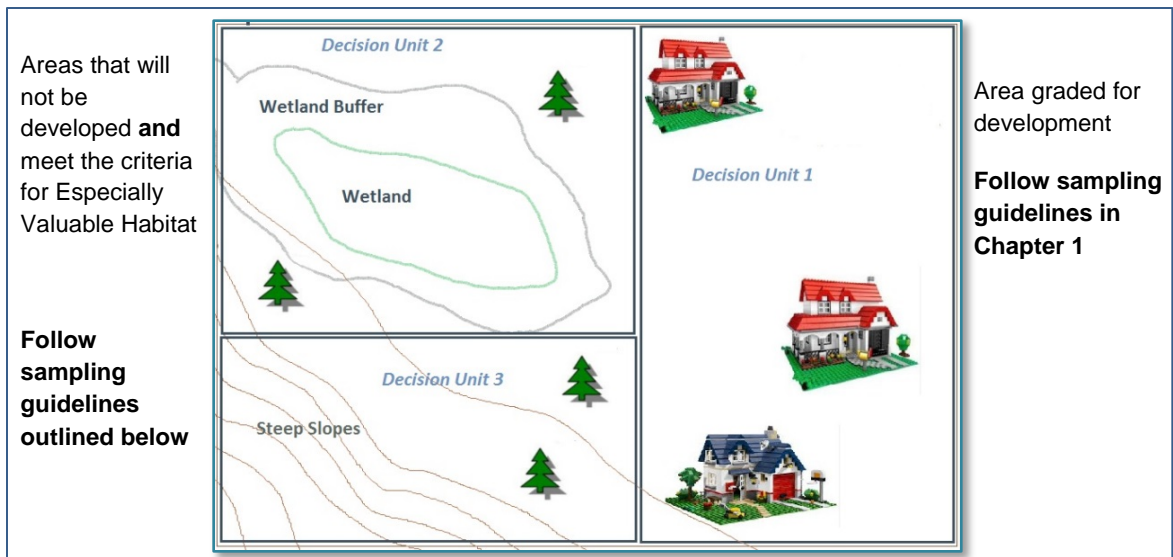 Areas that will
not be
developed and
meet the criteria
for Especially
Valuable Habitat
Follow
sampling
guidelines
outlined below
Decision Unit 2
Wetland Buffer
Wetland
Decision Unit 3
Steep Slopes
Decision Unit 1
Area graded for
development
Follow sampling
guidelines in
Chapter 1